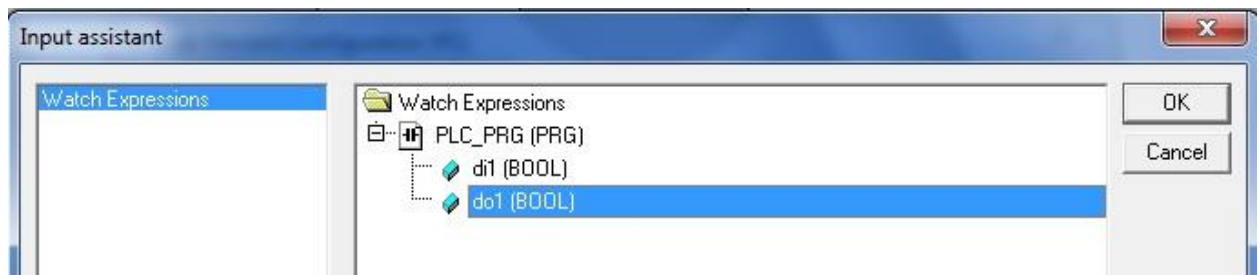 Input assistant
Watch Expressions
Watch Expressions
PLC_PRG (PRG)
di1 (BOOL)
do1 (BOOL)
OK
Cancel